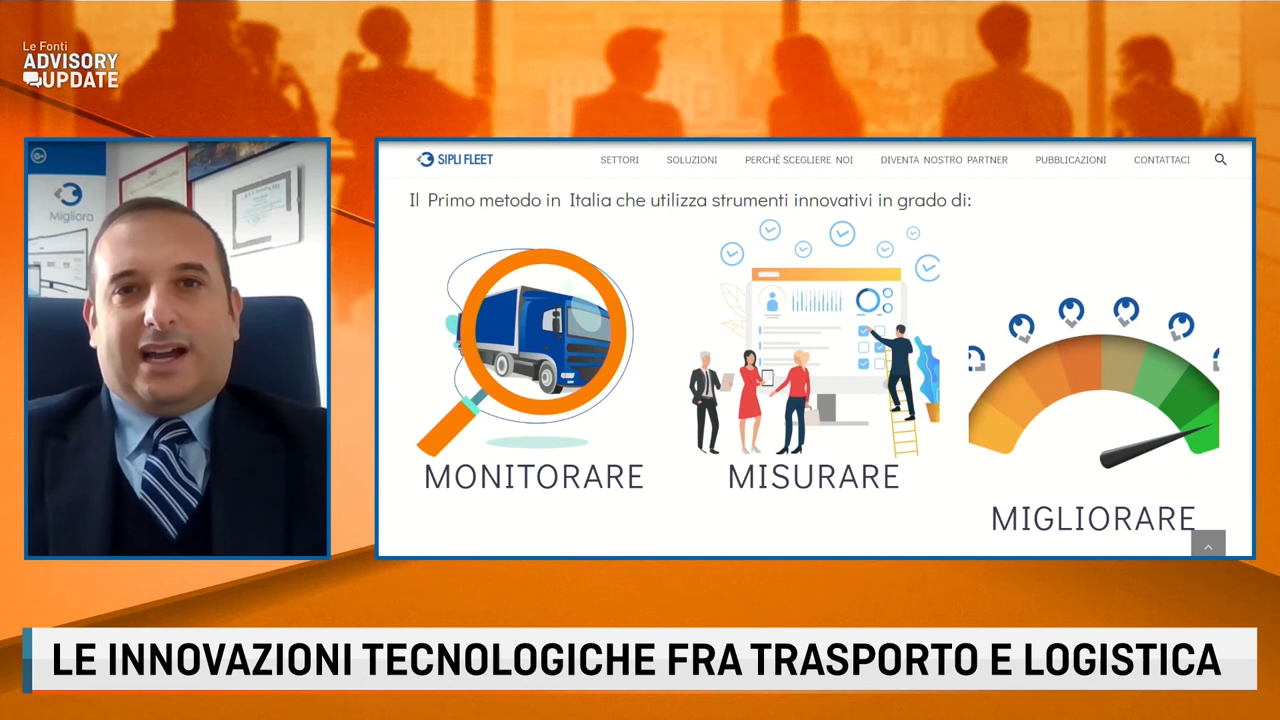 Le Fonti
ADVISORY
UPDATE
Migliora
SIPLI FLEET
SETTORI
SOLUZIONI
PERCHÈ SCEGLIERE NOI
DIVENTA NOSTRO PARTNER
PUBBLICAZIONI
CONTATTACI
Il Primo metodo in Italia che utilizza strumenti innovativi in grado di:
MONITORARE
MISURARE
MIGLIORARE
LE INNOVAZIONI TECNOLOGICHE FRA TRASPORTO E LOGISTICA